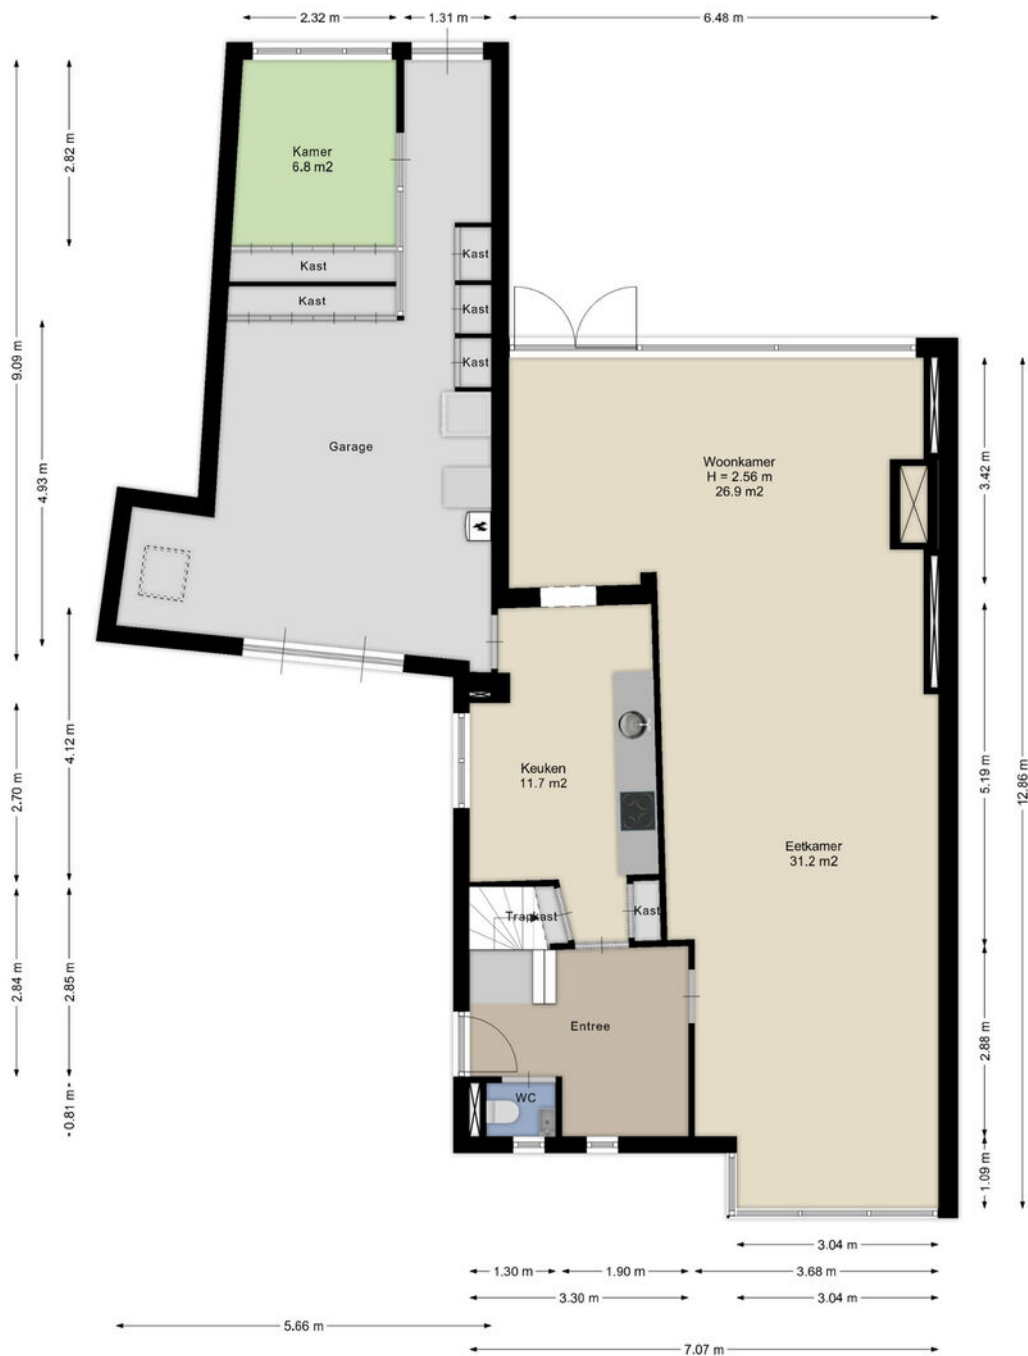 2.32 m
1.31 m
6.48 m
9.09 m
2.82 m
Kamer
6.8 m2
Kast
Kast
Kast
Kast
Kast
4.93 m
Garage
Woonkamer
H = 2.56 m
26.9 m2
3.42 m
4.12 m
2.70 m
Keuken
11.7 m2
5.19 m
12.86 m
Eetkamer
31.2 m2
Trapkast
Kast
2.84 m
2.85 m
Entree
2.88 m
0.81 m
WC
1.09 m
3.04 m
1.30 m
1.90 m
3.68 m
3.30 m
3.04 m
5.66 m
7.07 m